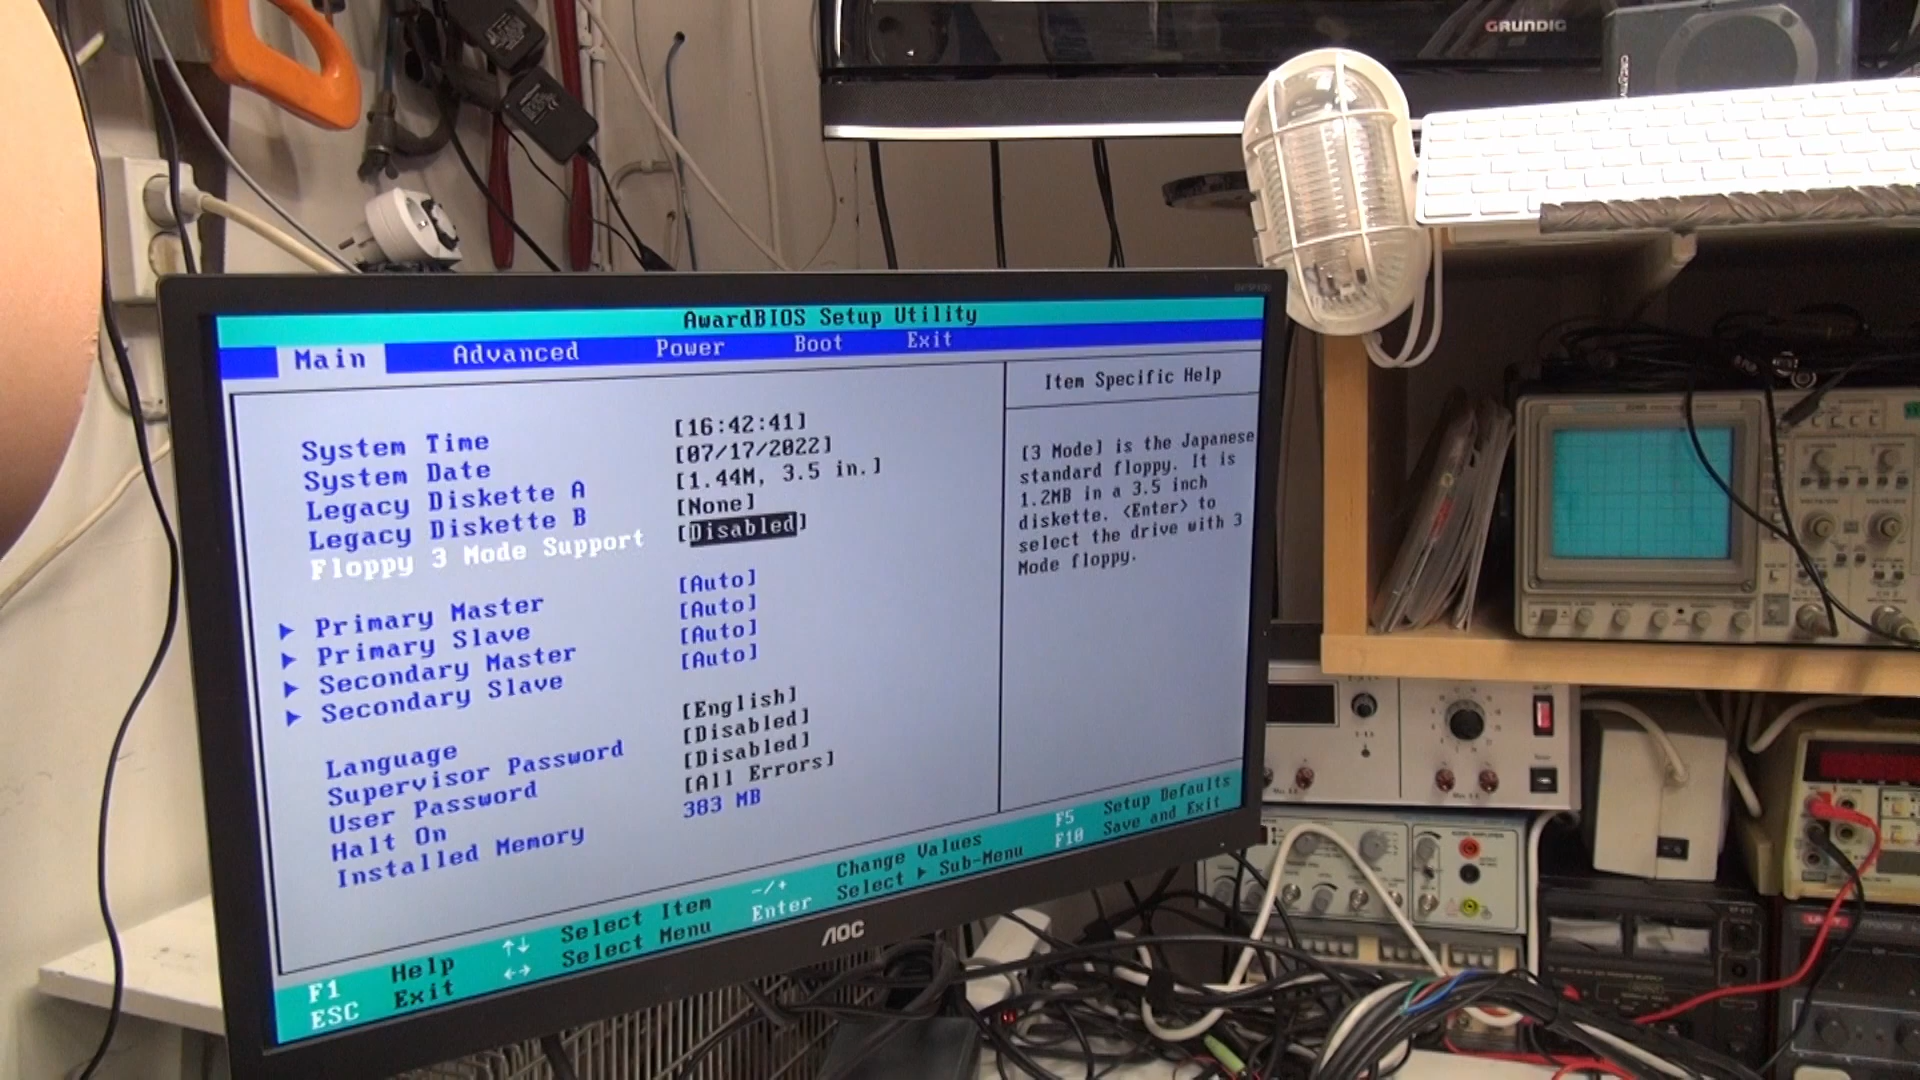 GRUNDIG
AwardBIOS Setup Utility
Main Advanced Power Boot Exit
Item Specific Help
System Time [16:42:41]
System Date [07/17/2022]
Legacy Diskette A [1.44M, 3.5 in.]
Legacy Diskette B [None]
Floppy 3 Mode Support [Disabled]
Primary Master [Auto]
Primary Slave [Auto]
Secondary Master [Auto]
Secondary Slave [Auto]
Language [English]
Supervisor Password [Disabled]
User Password [Disabled]
Halt On [All Errors]
Installed Memory 383 MB
[3 Mode] is the Japanese
standard floppy. It is
1.2MB in a 3.5 inch
diskette. <Enter> to
select the drive with 3
Mode floppy.
F1 Help ↑↓ Select Item -/+ Change Values F5 Setup Defaults
ESC Exit ←→ Select Menu Enter Select ▶ Sub-Menu F10 Save and Exit
AOC